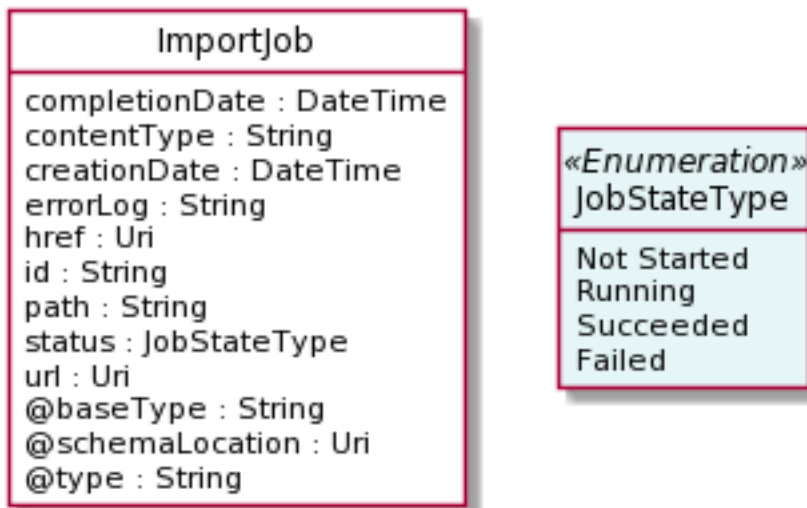 ImportJob
completionDate : DateTime
contentType : String
creationDate : DateTime
errorLog : String
href : Uri
id : String
path : String
status : JobStateType
url : Uri
@baseType : String
@schemaLocation : Uri
@type : String
«Enumeration»
JobStateType
Not Started
Running
Succeeded
Failed